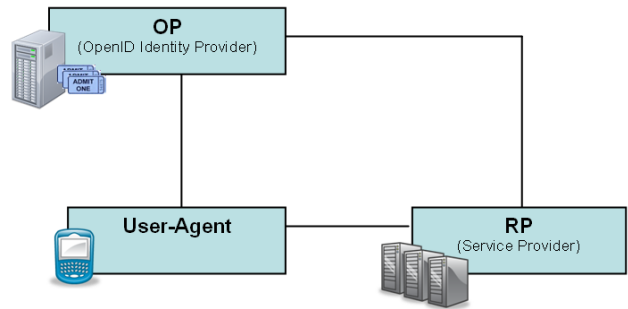 OP
(OpenID Identity Provider)
ADMIT
ONE
User-Agent
RP
(Service Provider)